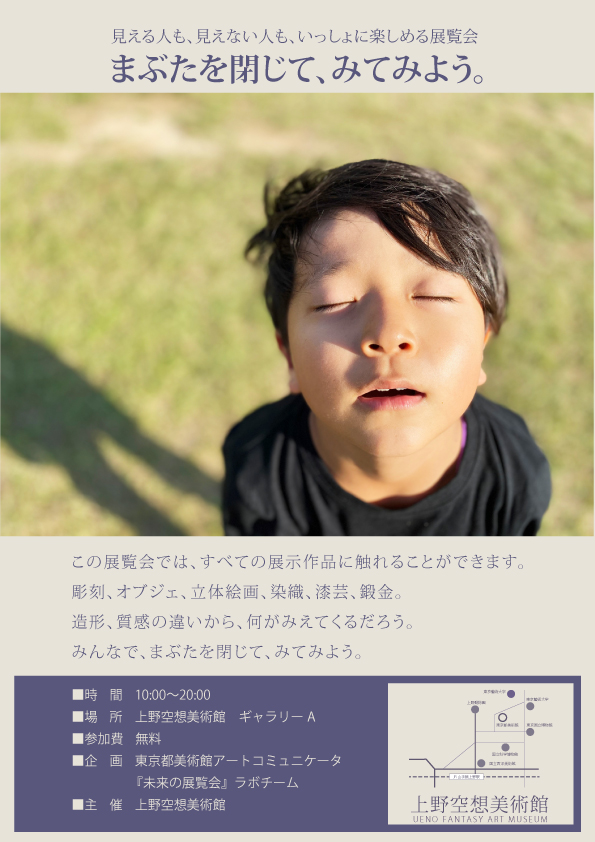 見える人も、見えない人も、いっしょに楽しめる展覧会
まぶたを閉じて、みてみよう。
この展覧会では、すべての展示作品に触れることができます。
彫刻、オブジェ、立体絵画、染織、漆芸、鍛金。
造形、質感の違いから、何がみえてくるだろう。
みんなで、まぶたを閉じて、みてみよう。
■時　間　10:00〜20:00
■場　所　上野空想美術館　ギャラリー A
■参加費　無料
■企　画　東京都美術館アートコミュニケータ
『未来の展覧会』ラボチーム
■主　催　上野空想美術館
上野空想美術館
UENO FANTASY ART MUSEUM